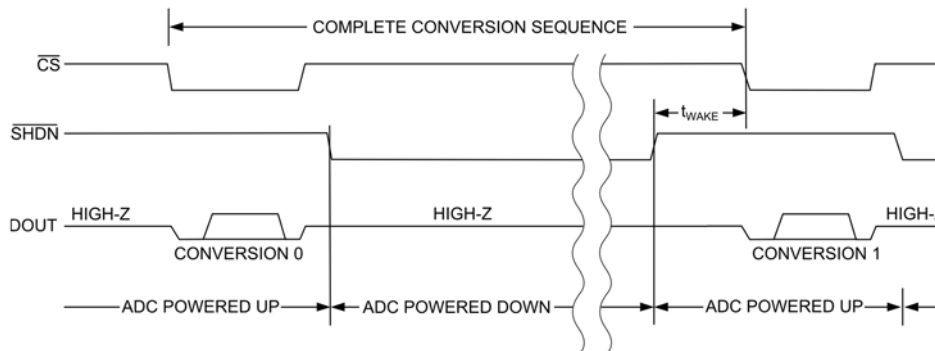 COMPLETE CONVERSION SEQUENCE
CS
tWAKE
SHDN
HIGH-Z HIGH-Z HIGH-
DOUT
CONVERSION 0 CONVERSION 1
ADC POWERED UP ADC POWERED DOWN ADC POWERED UP